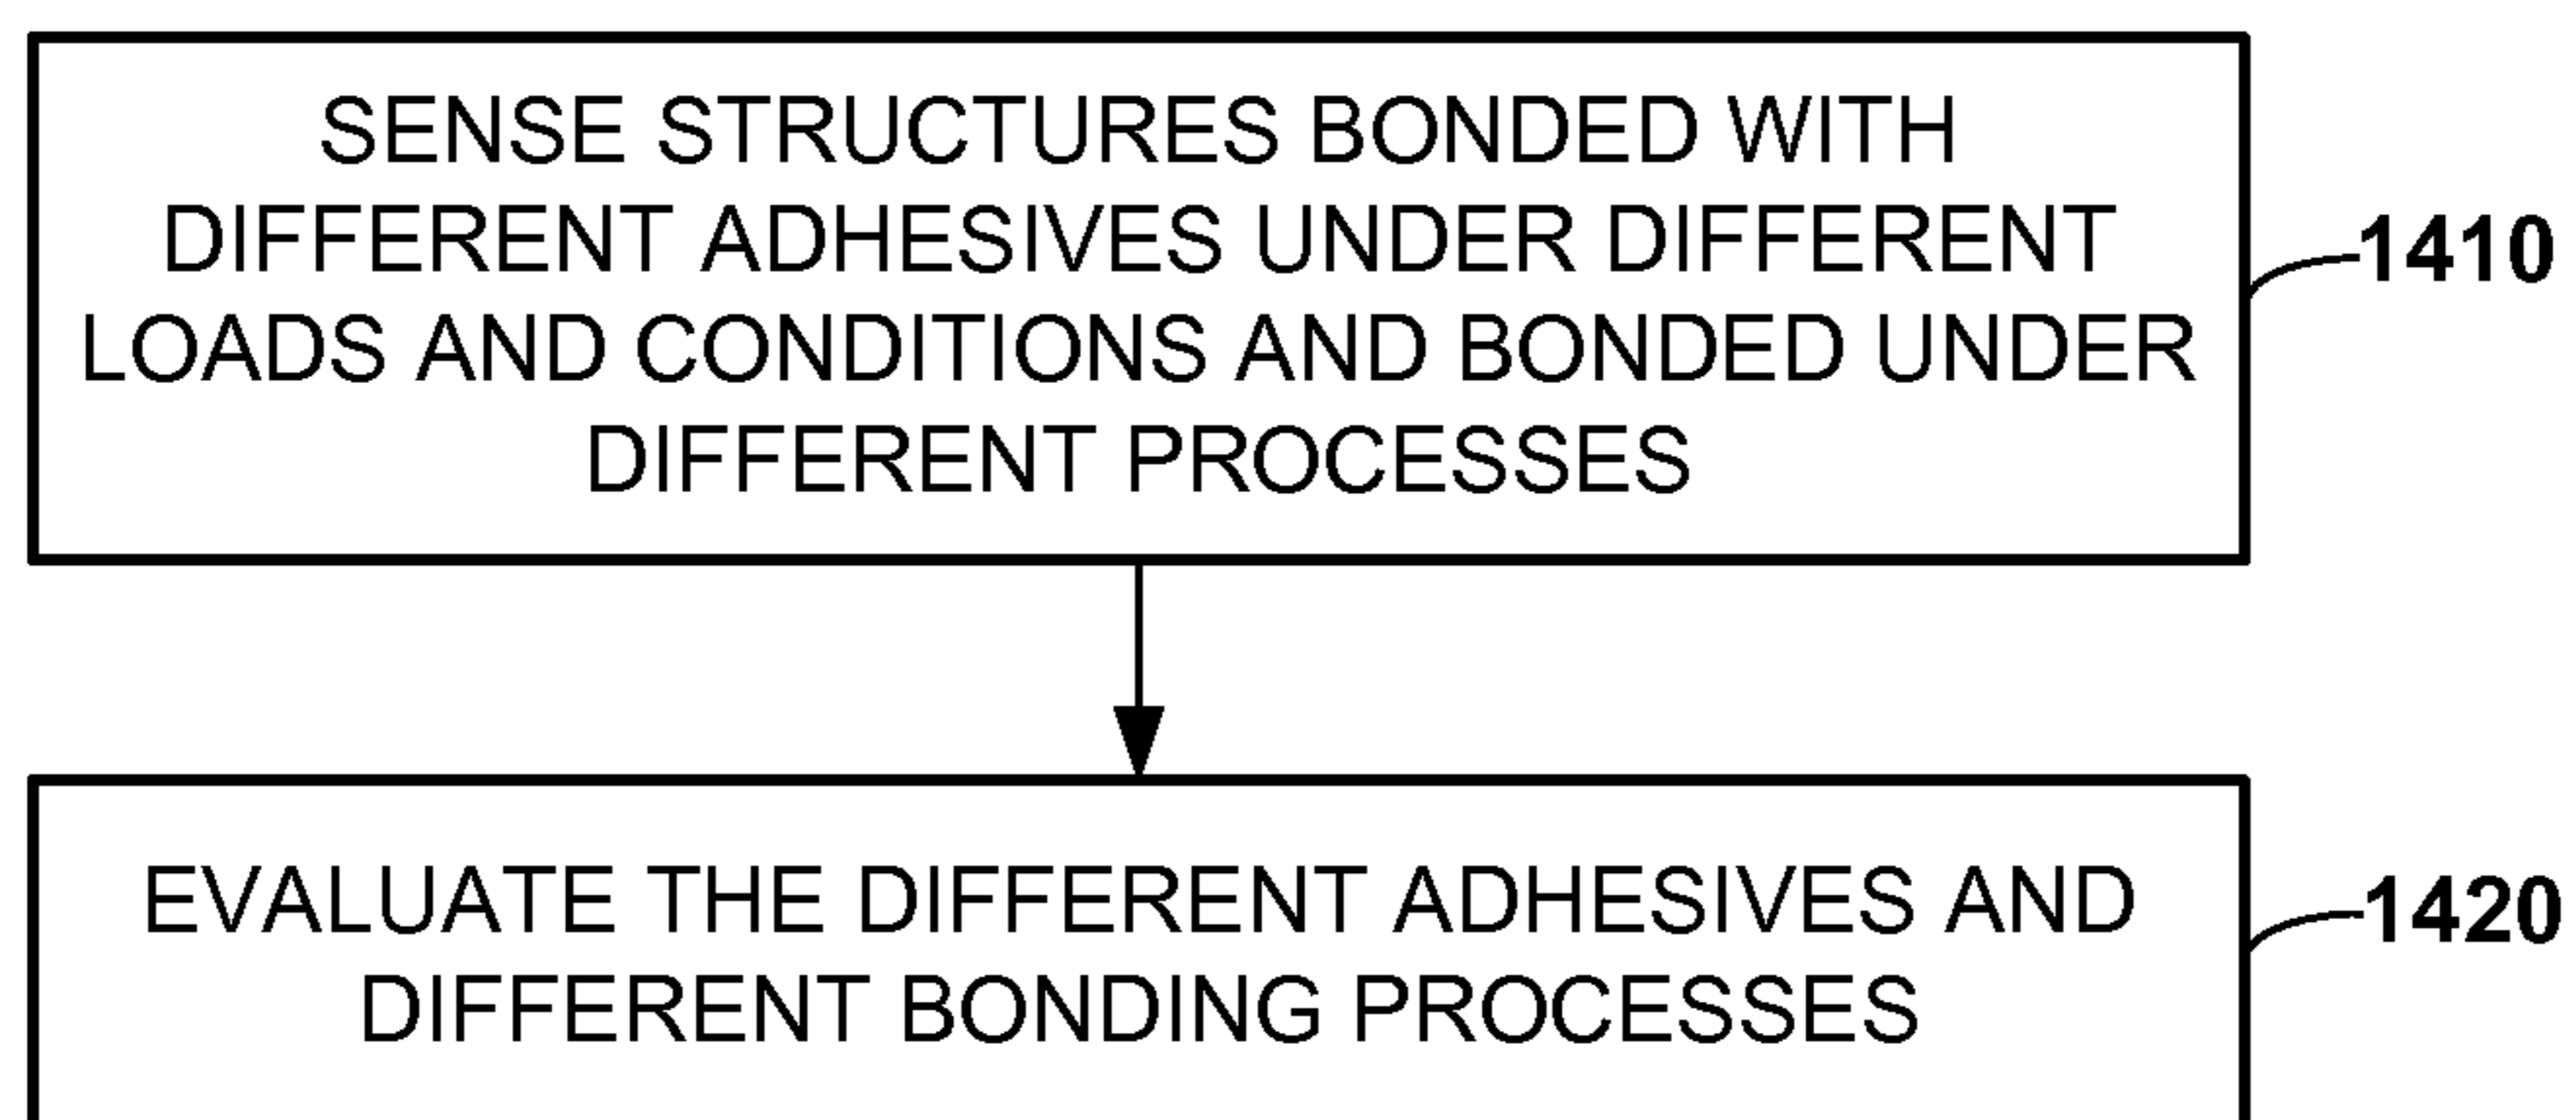 SENSE STRUCTURES BONDED WITH
DIFFERENT ADHESIVES UNDER DIFFERENT
LOADS AND CONDITIONS AND BONDED UNDER
DIFFERENT PROCESSES
1410
EVALUATE THE DIFFERENT ADHESIVES AND
DIFFERENT BONDING PROCESSES
1420